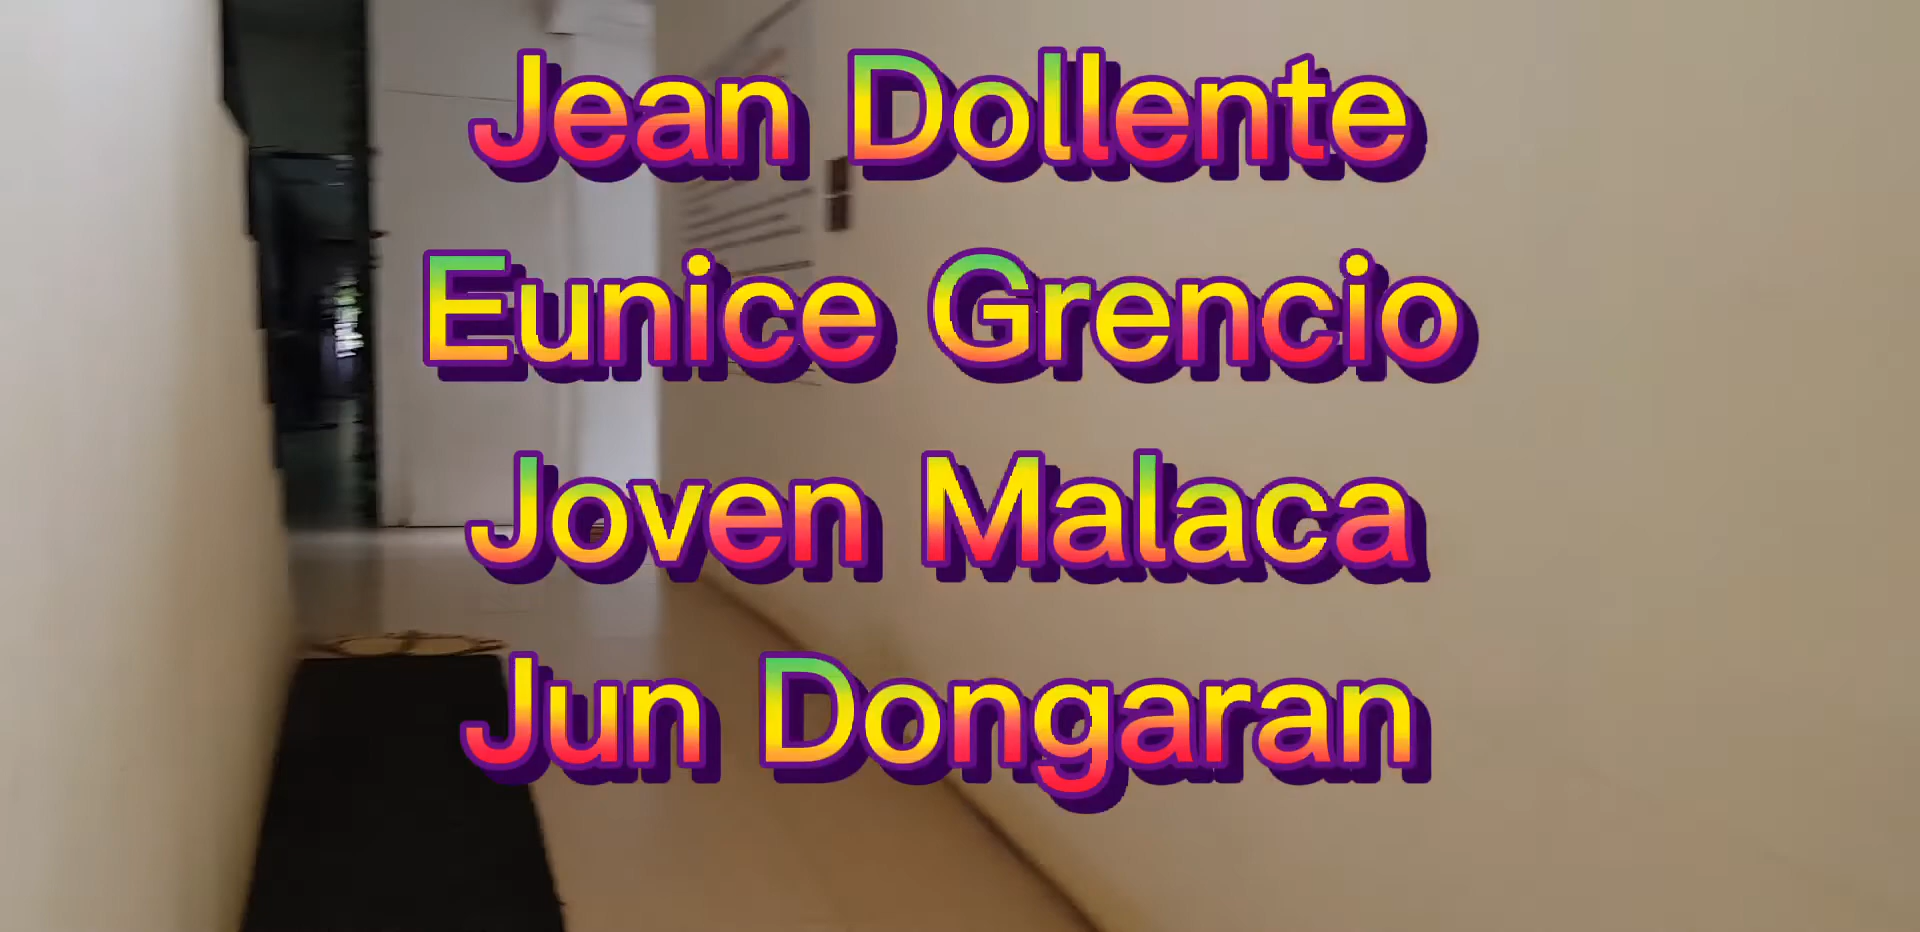 Jean Dollente
Eunice Grencio
Joven Malaca
Jun Dongaran